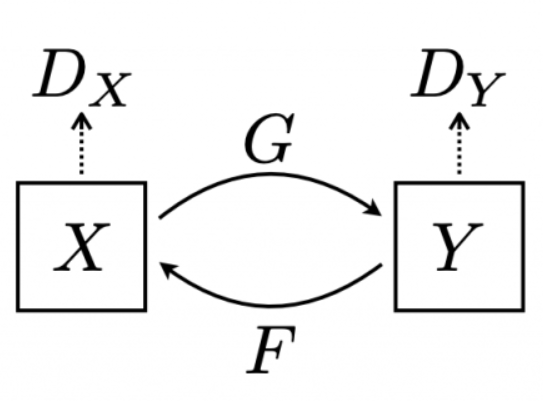 D_X D_Y
G
X Y
F